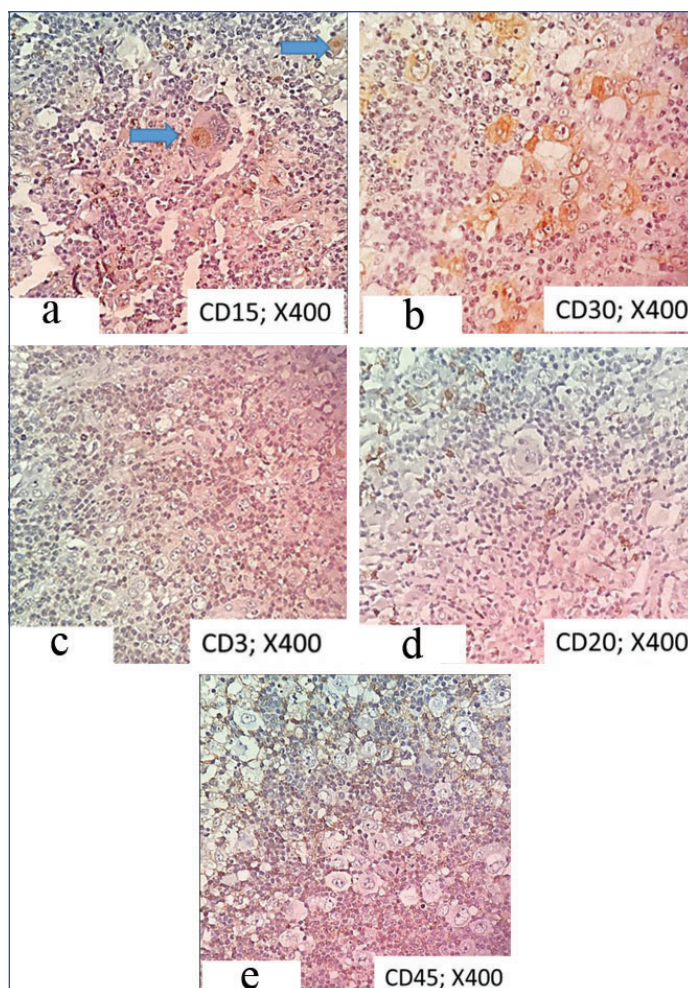 a CD15; X400
b CD30; X400
c CD3; X400
d CD20; X400
e CD45; X400